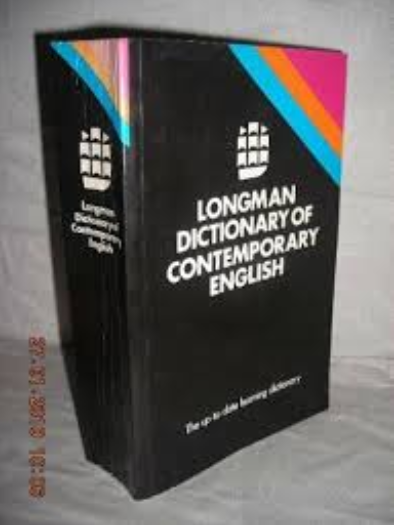 Longman
Dictionary of
Contemporary
English
LONGMAN
DICTIONARY OF
CONTEMPORARY
ENGLISH
The up to date learning dictionary